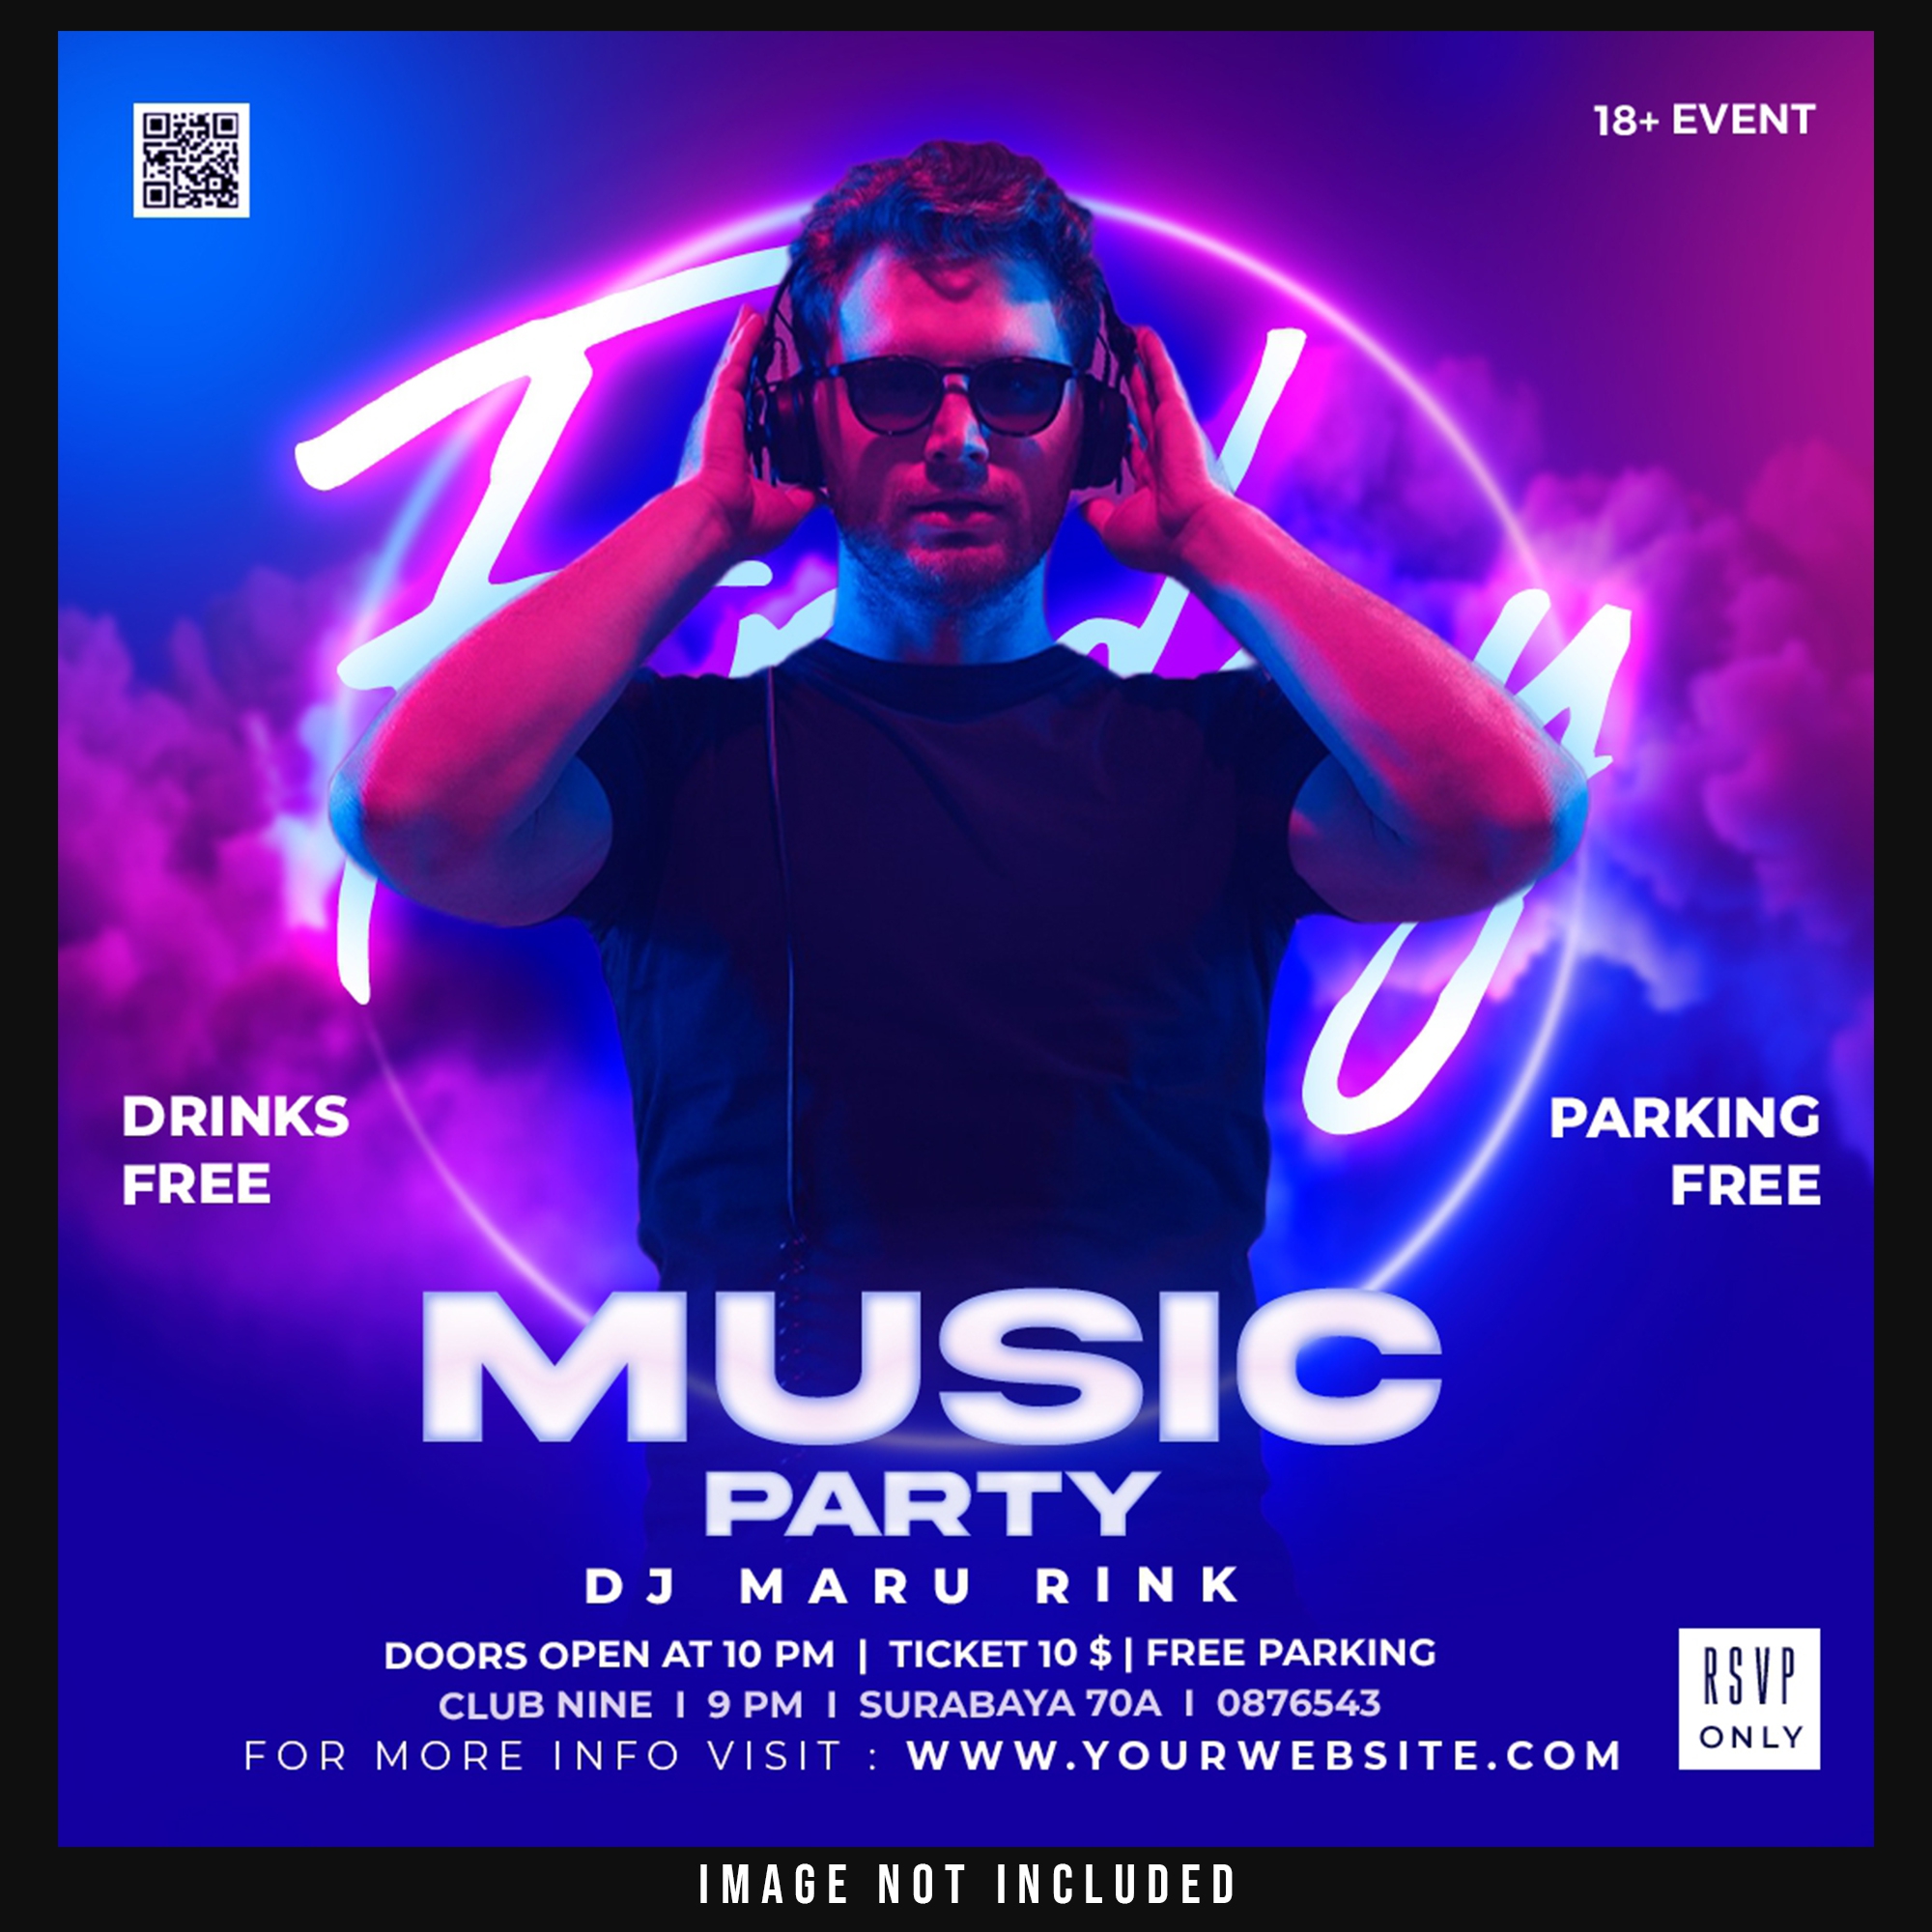 18+ EVENT
Friday
DRINKS
FREE
PARKING
FREE
MUSIC
PARTY
DJ MARU RINK
DOORS OPEN AT 10 PM | TICKET 10 $ | FREE PARKING
CLUB NINE I 9 PM I SURABAYA 70A I 0876543
FOR MORE INFO VISIT : WWW.YOURWEBSITE.COM
RSVP
ONLY
IMAGE NOT INCLUDED